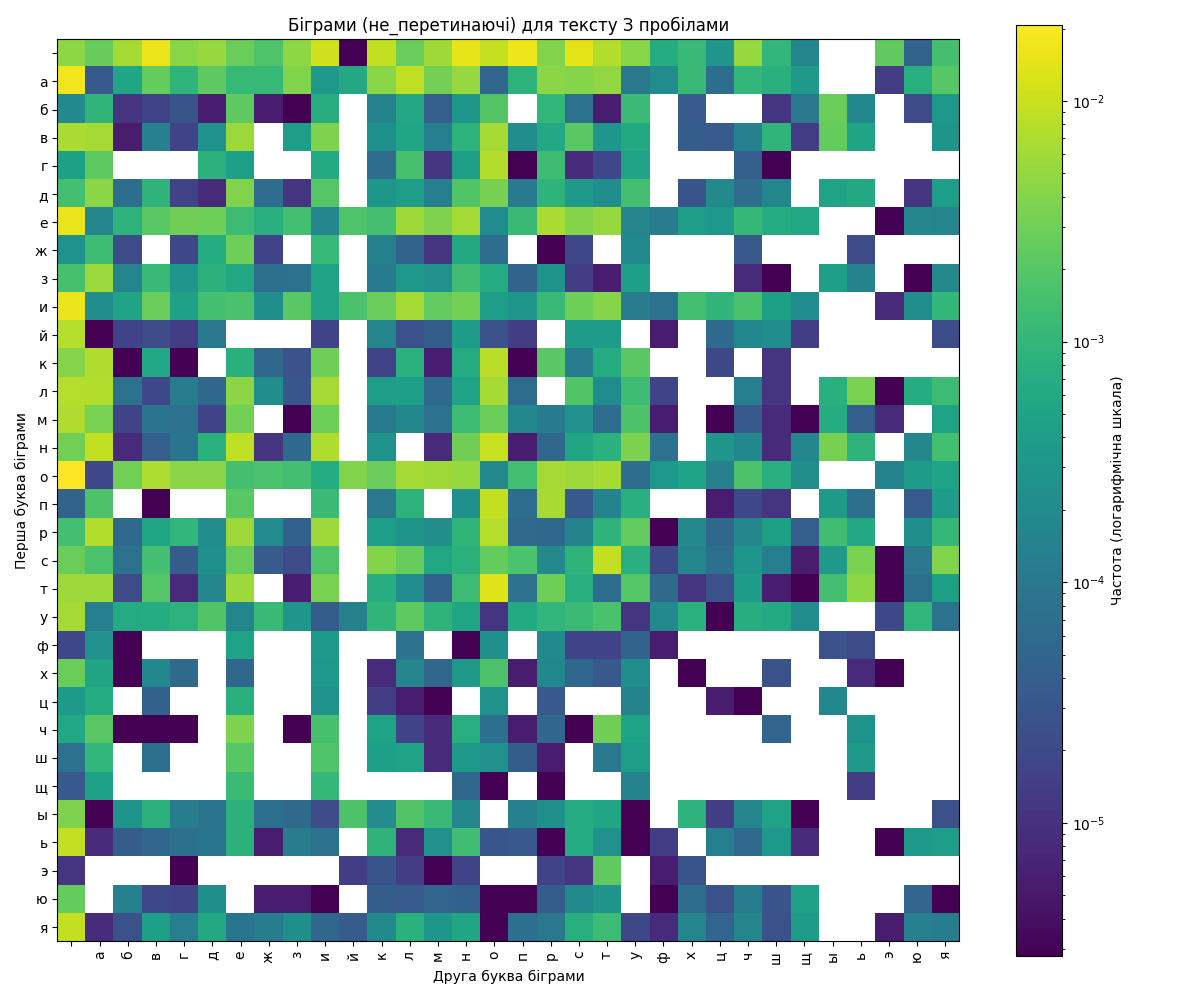 Біграми (не_перетинаючі) для тексту З пробілами
Перша буква біграми
а
б
в
г
д
е
ж
з
и
й
к
л
м
н
о
п
р
с
т
у
ф
х
ц
ч
ш
щ
ы
ь
э
ю
я
а б в г д е ж з и й к л м н о п р с т у ф х ц ч ш щ ы ь э ю я
Друга буква біграми
10⁻²
10⁻³
10⁻⁴
10⁻⁵
Частота (логарифмічна шкала)